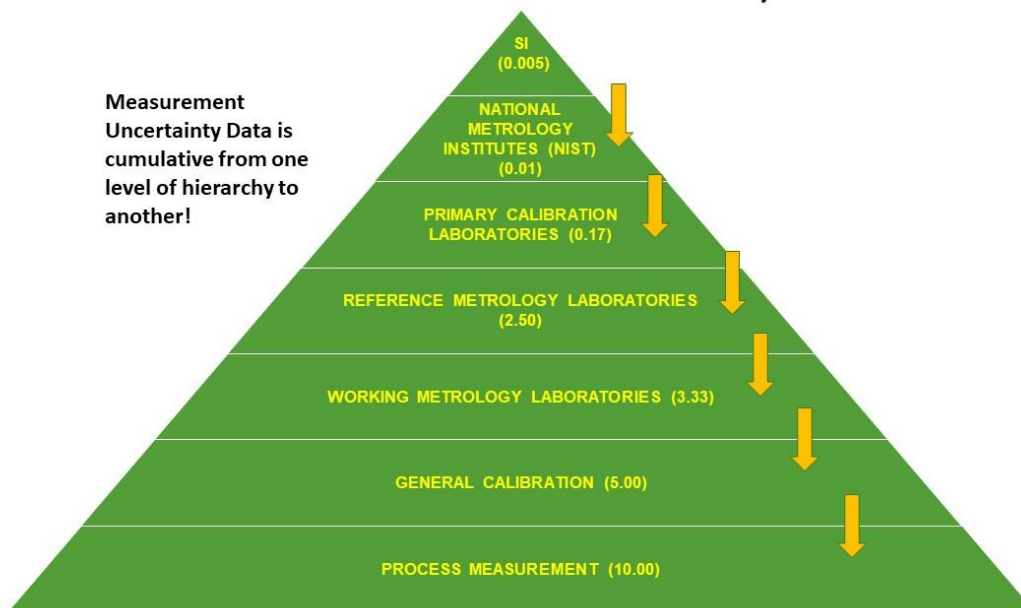 SI
(0.005)
Measurement
Uncertainty Data is
cumulative from one
level of hierarchy to
another!
NATIONAL
METROLOGY
INSTITUTES (NIST)
(0.01)
PRIMARY CALIBRATION
LABORATORIES (0.17)
REFERENCE METROLOGY LABORATORIES
(2.50)
WORKING METROLOGY LABORATORIES (3.33)
GENERAL CALIBRATION (5.00)
PROCESS MEASUREMENT (10.00)